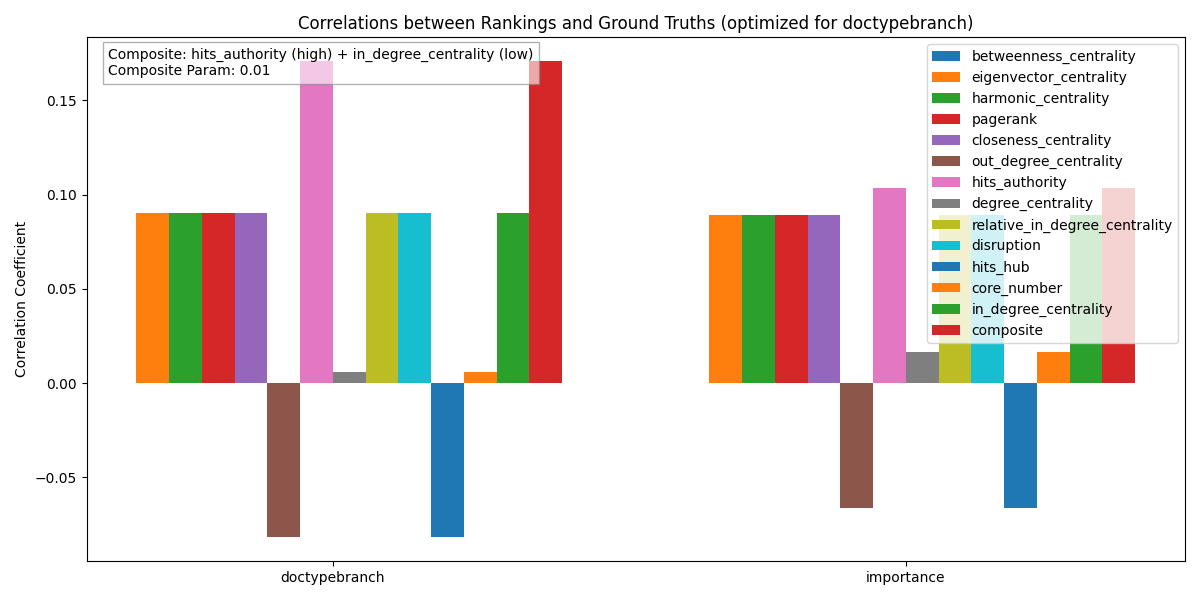 Correlations between Rankings and Ground Truths (optimized for doctypebranch)
Composite: hits_authority (high) + in_degree_centrality (low)
Composite Param: 0.01
betweenness_centrality
eigenvector_centrality
harmonic_centrality
pagerank
closeness_centrality
out_degree_centrality
hits_authority
degree_centrality
relative_in_degree_centrality
disruption
hits_hub
core_number
in_degree_centrality
composite
Correlation Coefficient
0.15
0.10
0.05
0.00
−0.05
doctypebranch
importance